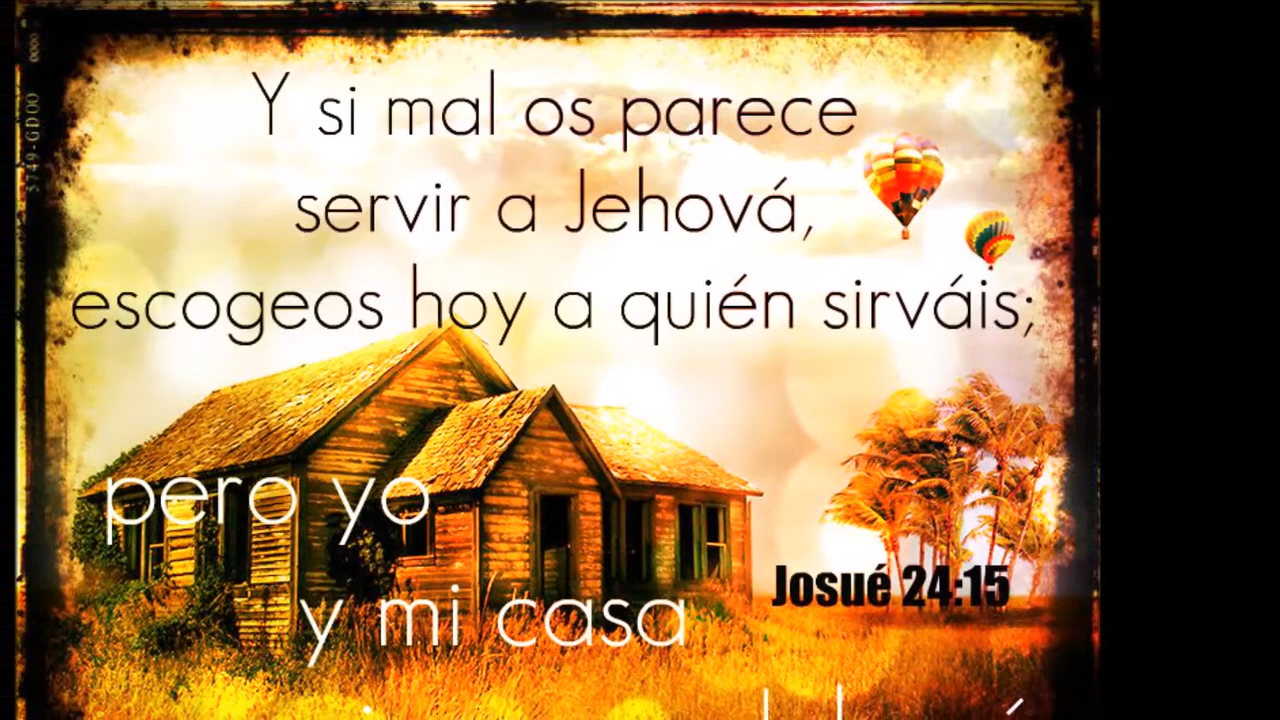 Y si mal os parece
servir a Jehová,
escogeos hoy a quién sirváis;
pero yo
y mi casa
Josué 24:15